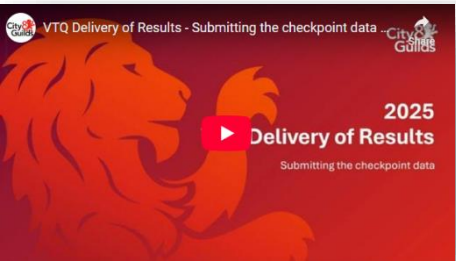 City&
Guilds
VTQ Delivery of Results - Submitting the checkpoint data ...
City&
Guilds
Share
2025
Delivery of Results
Submitting the checkpoint data